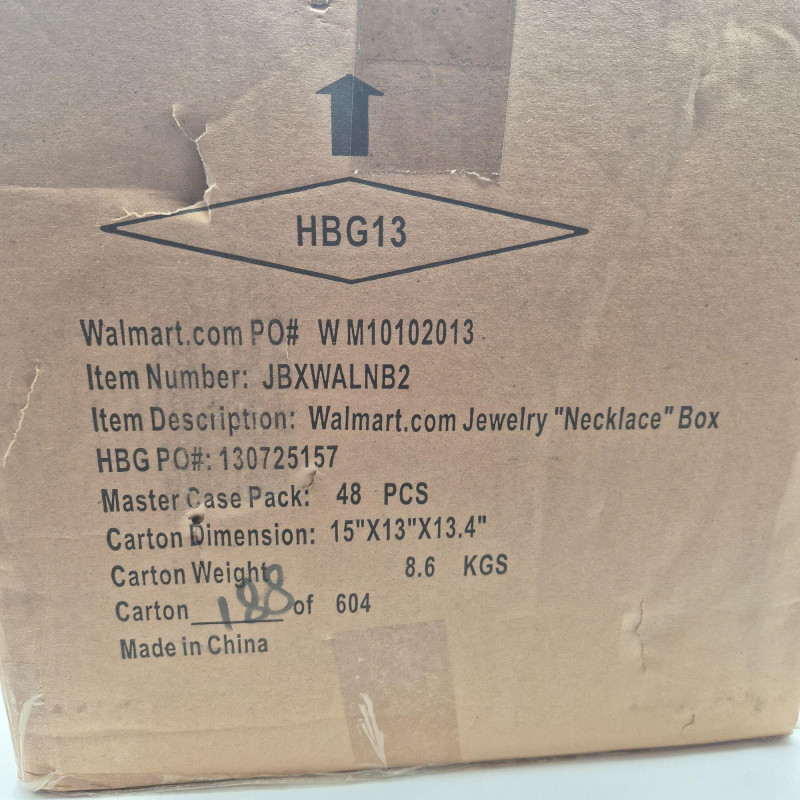 HBG13
Walmart.com PO# WM10102013
Item Number: JBXWALNB2
Item Description: Walmart.com Jewelry "Necklace" Box
HBG PO#: 130725157
Master Case Pack: 48 PCS
Carton Dimension: 15"X13"X13.4"
Carton Weight 8.6 KGS
Carton 188 of 604
Made in China